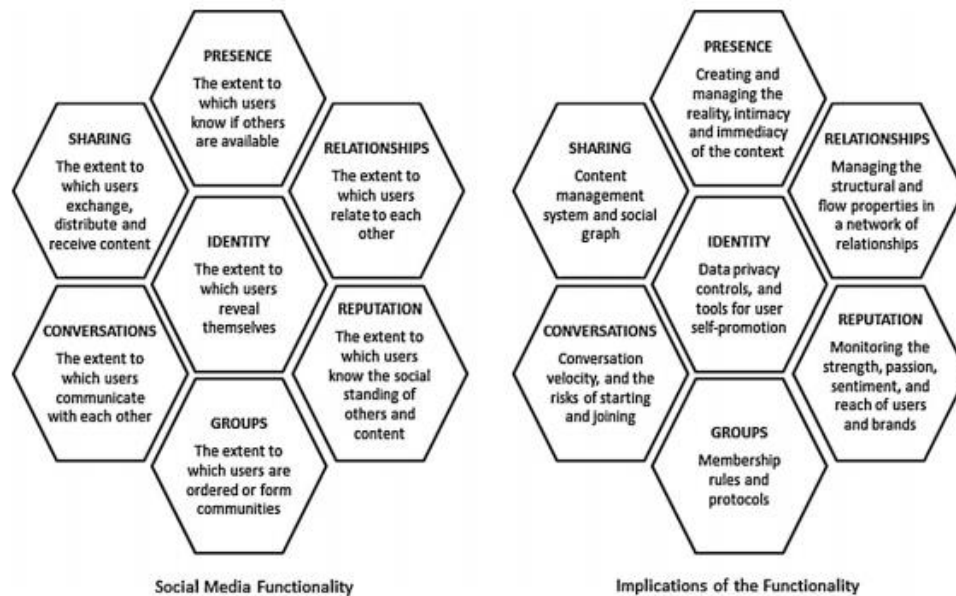 PRESENCE
The extent to
which users
know if others
are available
SHARING
The extent to
which users
exchange,
distribute and
receive content
RELATIONSHIPS
The extent to
which users
relate to each
other
IDENTITY
The extent to
which users
reveal
themselves
CONVERSATIONS
The extent to
which users
communicate
with each other
REPUTATION
The extent to
which users
know the social
standing of
others and
content
GROUPS
The extent to
which users are
ordered or form
communities
Social Media Functionality
PRESENCE
Creating and
managing the
reality, intimacy
and immediacy
of the context
SHARING
Content
management
system and social
graph
RELATIONSHIPS
Managing the
structural and
flow properties in
a network of
relationships
IDENTITY
Data privacy
controls, and
tools for user
self-promotion
CONVERSATIONS
Conversation
velocity, and the
risks of starting
and joining
REPUTATION
Monitoring the
strength, passion,
sentiment, and
reach of users
and brands
GROUPS
Membership
rules and
protocols
Implications of the Functionality